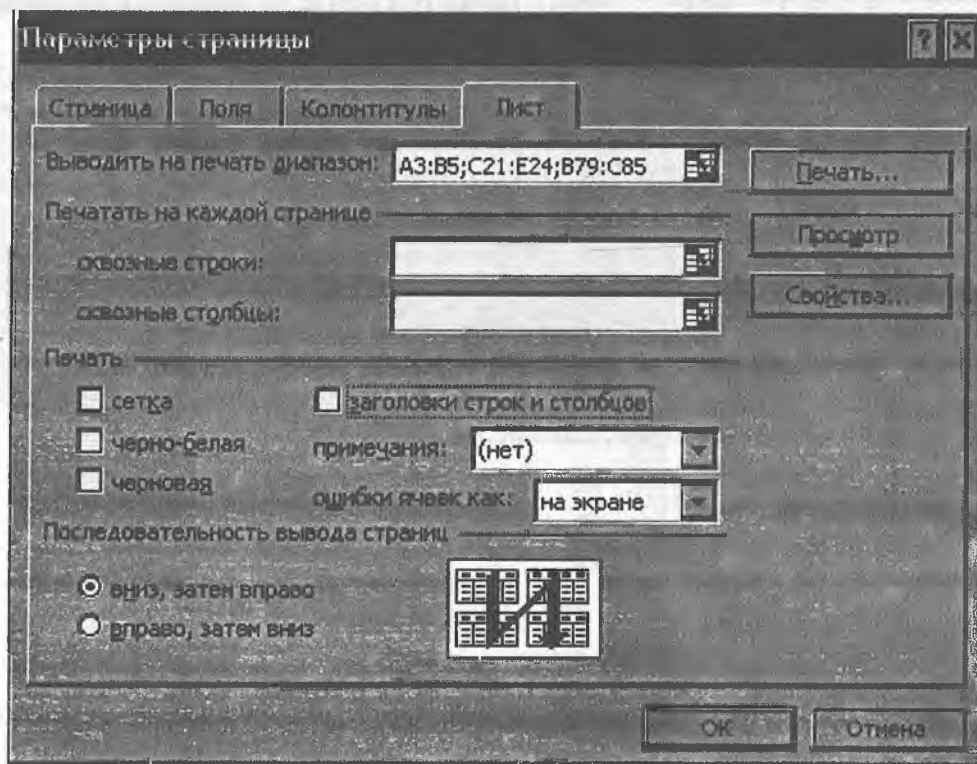 Параметры страницы
Страница Поля Колонтитулы Лист
Выводить на печать диапазон: A3:B5;C21:E24;B79:C85 Печать...
Печатать на каждой странице Просмотр
сквозные строки:
Свойства...
сквозные столбцы:
Печать
сетка заголовки строк и столбцов
черно-белая примечания: (нет)
черновая ошибки ячеек как: на экране
Последовательность вывода страниц
вниз, затем вправо
вправо, затем вниз
ОК Отмена